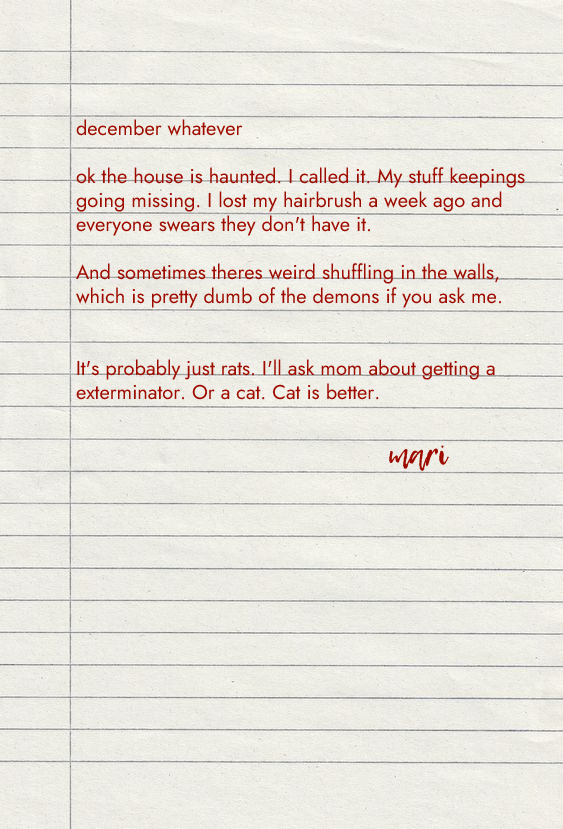 december whatever
ok the house is haunted. I called it. My stuff keepings
going missing. I lost my hairbrush a week ago and
everyone swears they don't have it.
And sometimes theres weird shuffling in the walls,
which is pretty dumb of the demons if you ask me.
It's probably just rats. I'll ask mom about getting a
exterminator. Or a cat. Cat is better.
mari